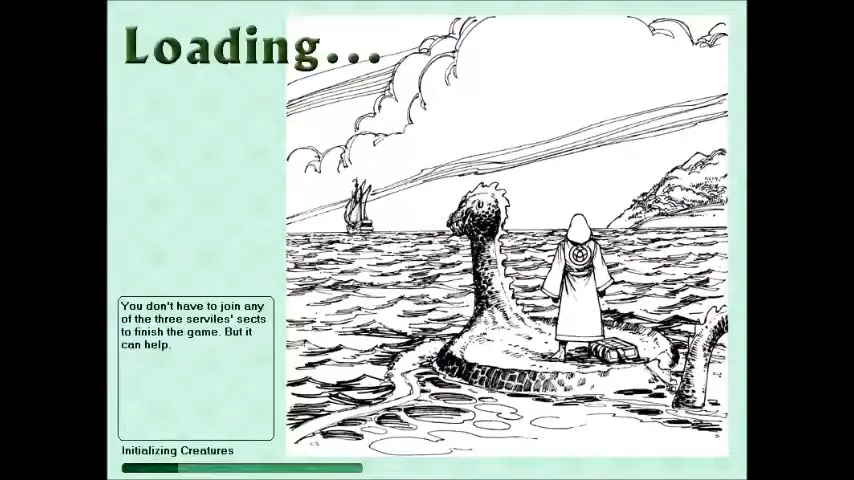 Loading...
You don't have to join any
of the three serviles' sects
to finish the game. But it
can help.
Initializing Creatures